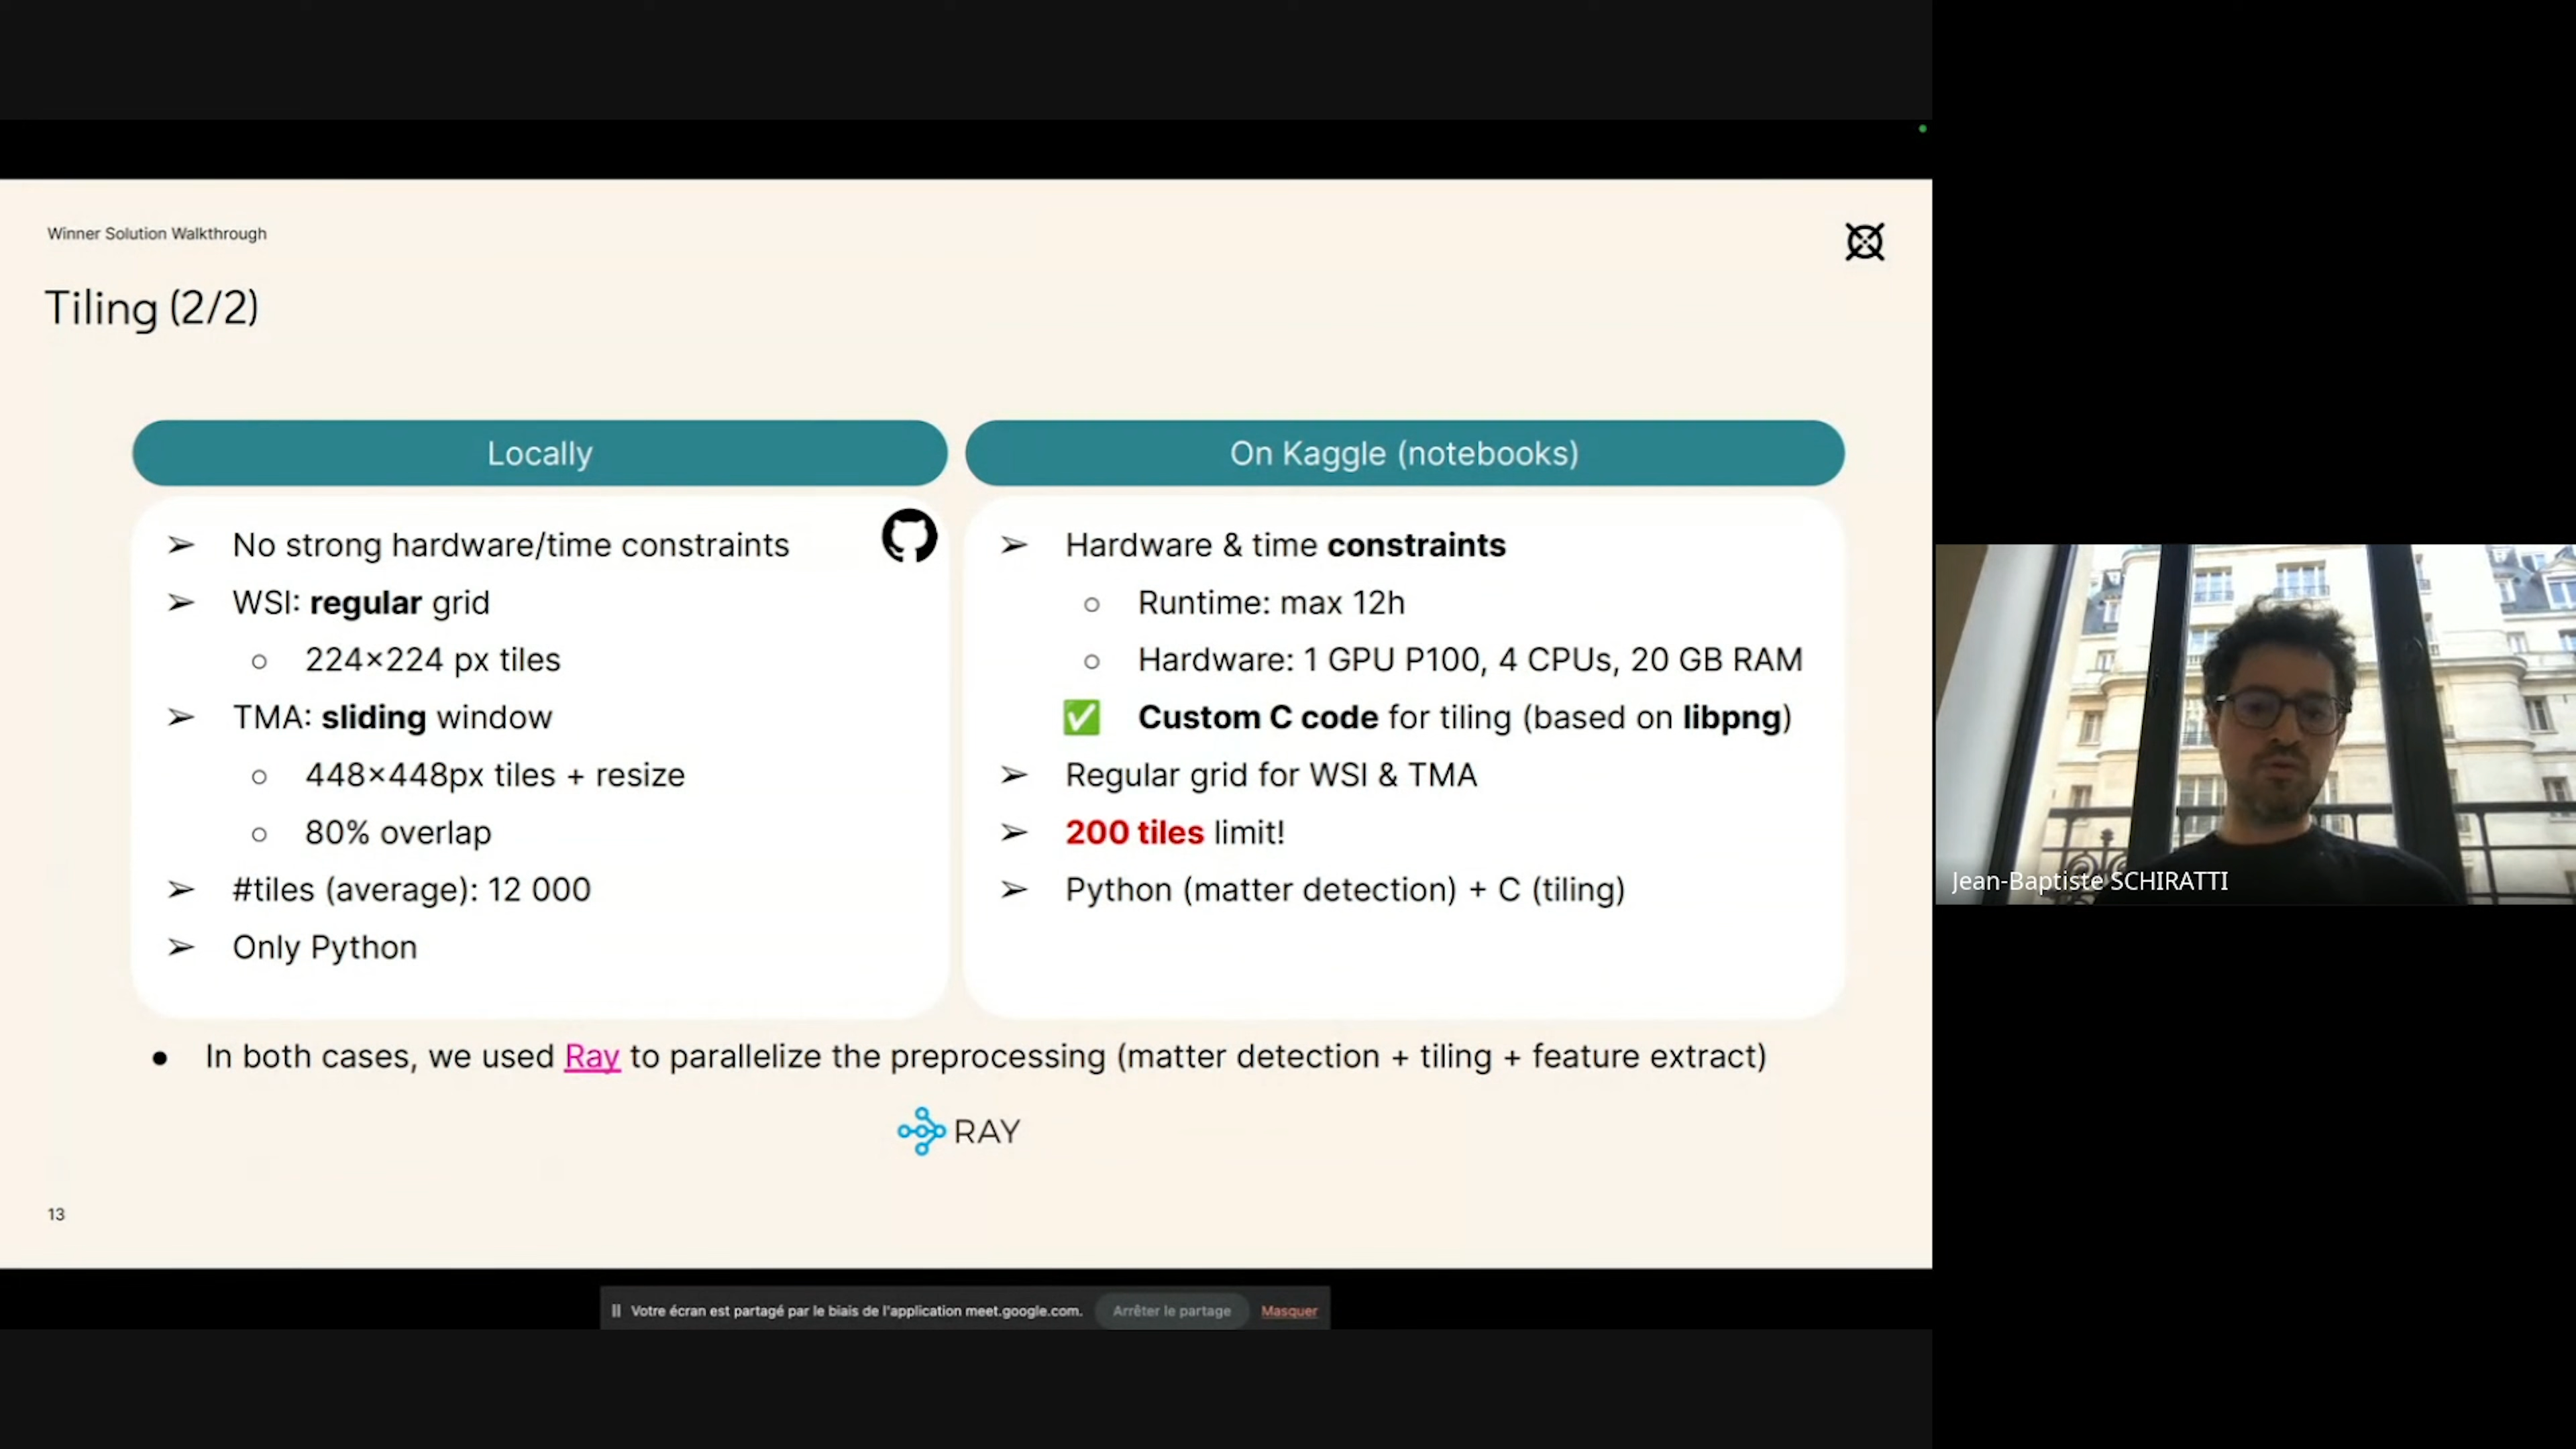 Winner Solution Walkthrough
Tiling (2/2)
Locally
No strong hardware/time constraints
WSI: regular grid
224×224 px tiles
TMA: sliding window
448×448px tiles + resize
80% overlap
#tiles (average): 12 000
Only Python
On Kaggle (notebooks)
Hardware & time constraints
Runtime: max 12h
Hardware: 1 GPU P100, 4 CPUs, 20 GB RAM
Custom C code for tiling (based on libpng)
Regular grid for WSI & TMA
200 tiles limit!
Python (matter detection) + C (tiling)
In both cases, we used Ray to parallelize the preprocessing (matter detection + tiling + feature extract)
RAY
13
Votre écran est partagé par le biais de l'application meet.google.com. Arrêter le partage Masquer
Jean-Baptiste SCHIRATTI